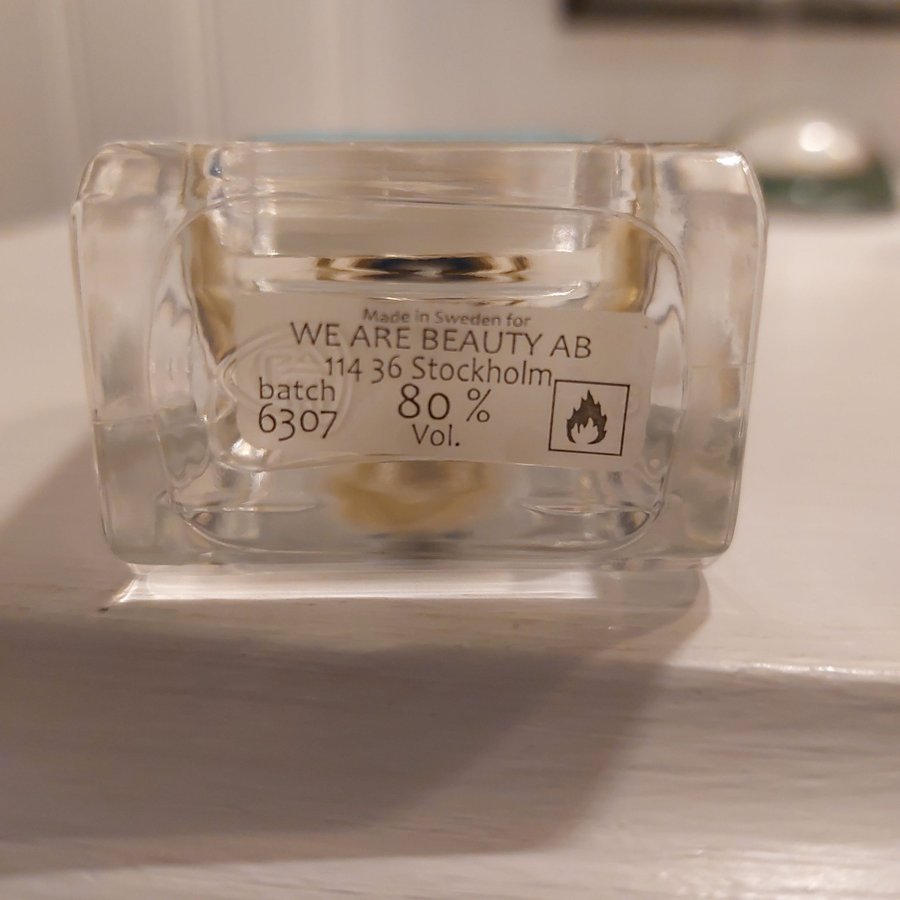 Made in Sweden for
WE ARE BEAUTY AB
114 36 Stockholm
batch
6307
80 %
Vol.